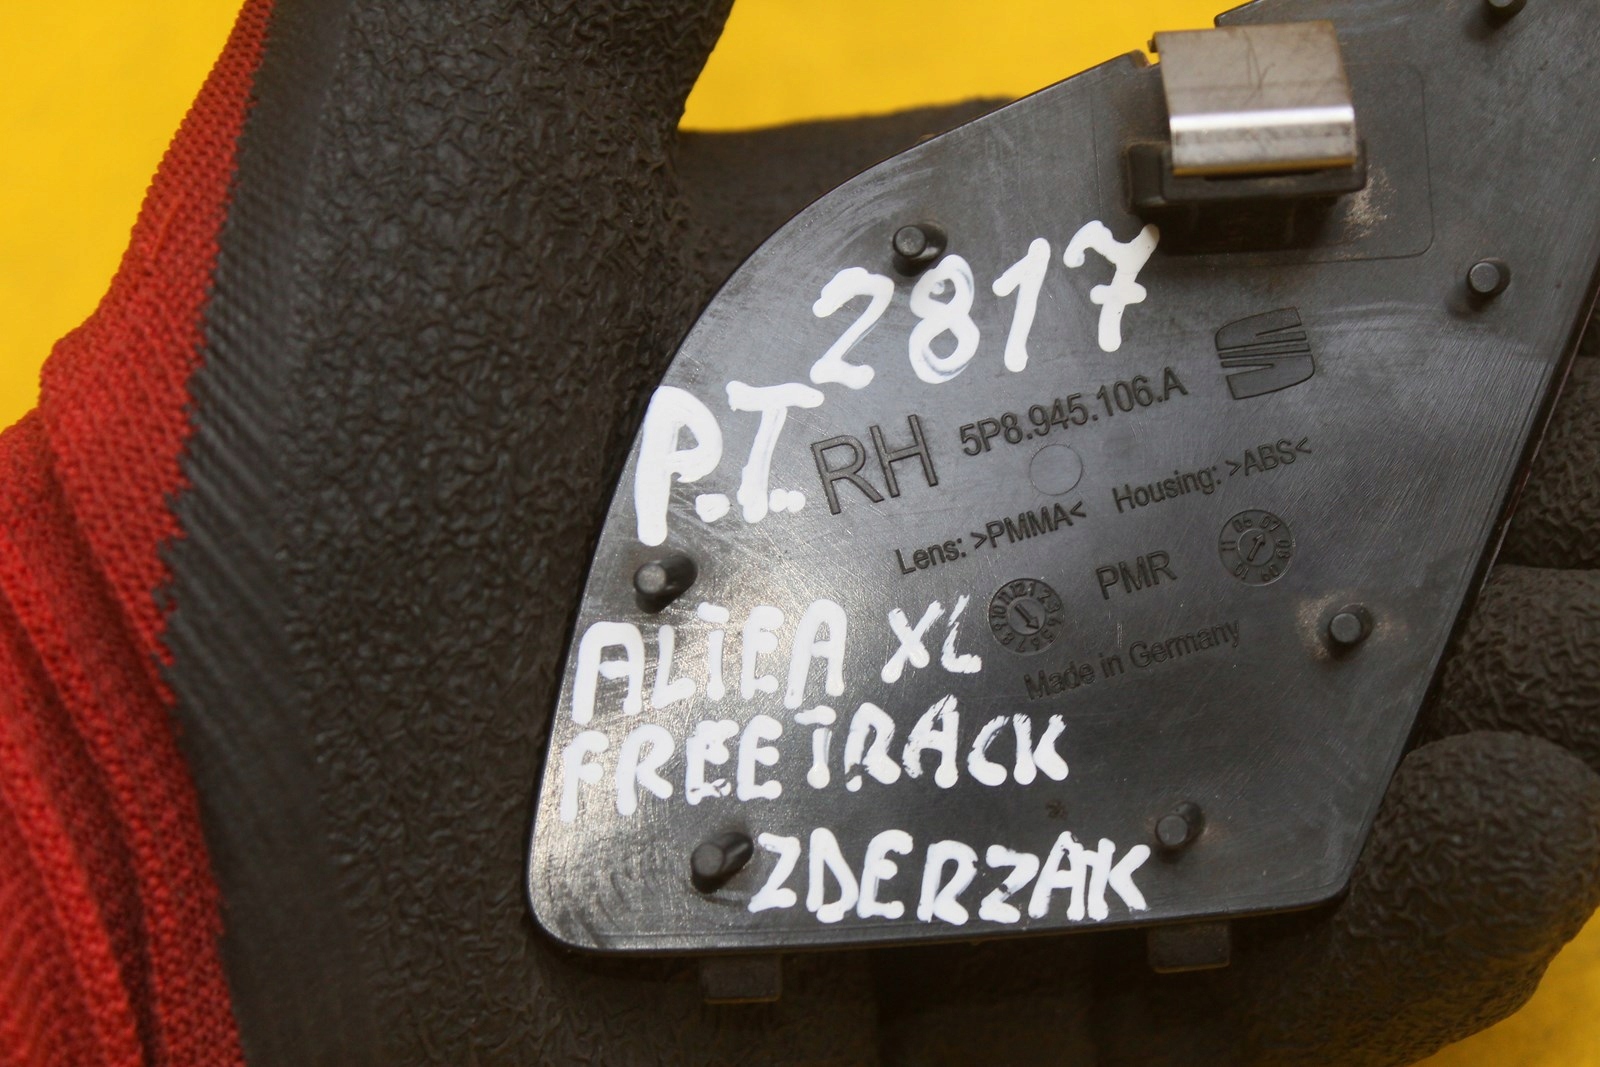 2817
P.T.
RH 5P8.945.106.A
Lens: >PMMA< Housing: >ABS<
PMR
ALTEA XL
Made in Germany
FREETRACK
ZDERZAK